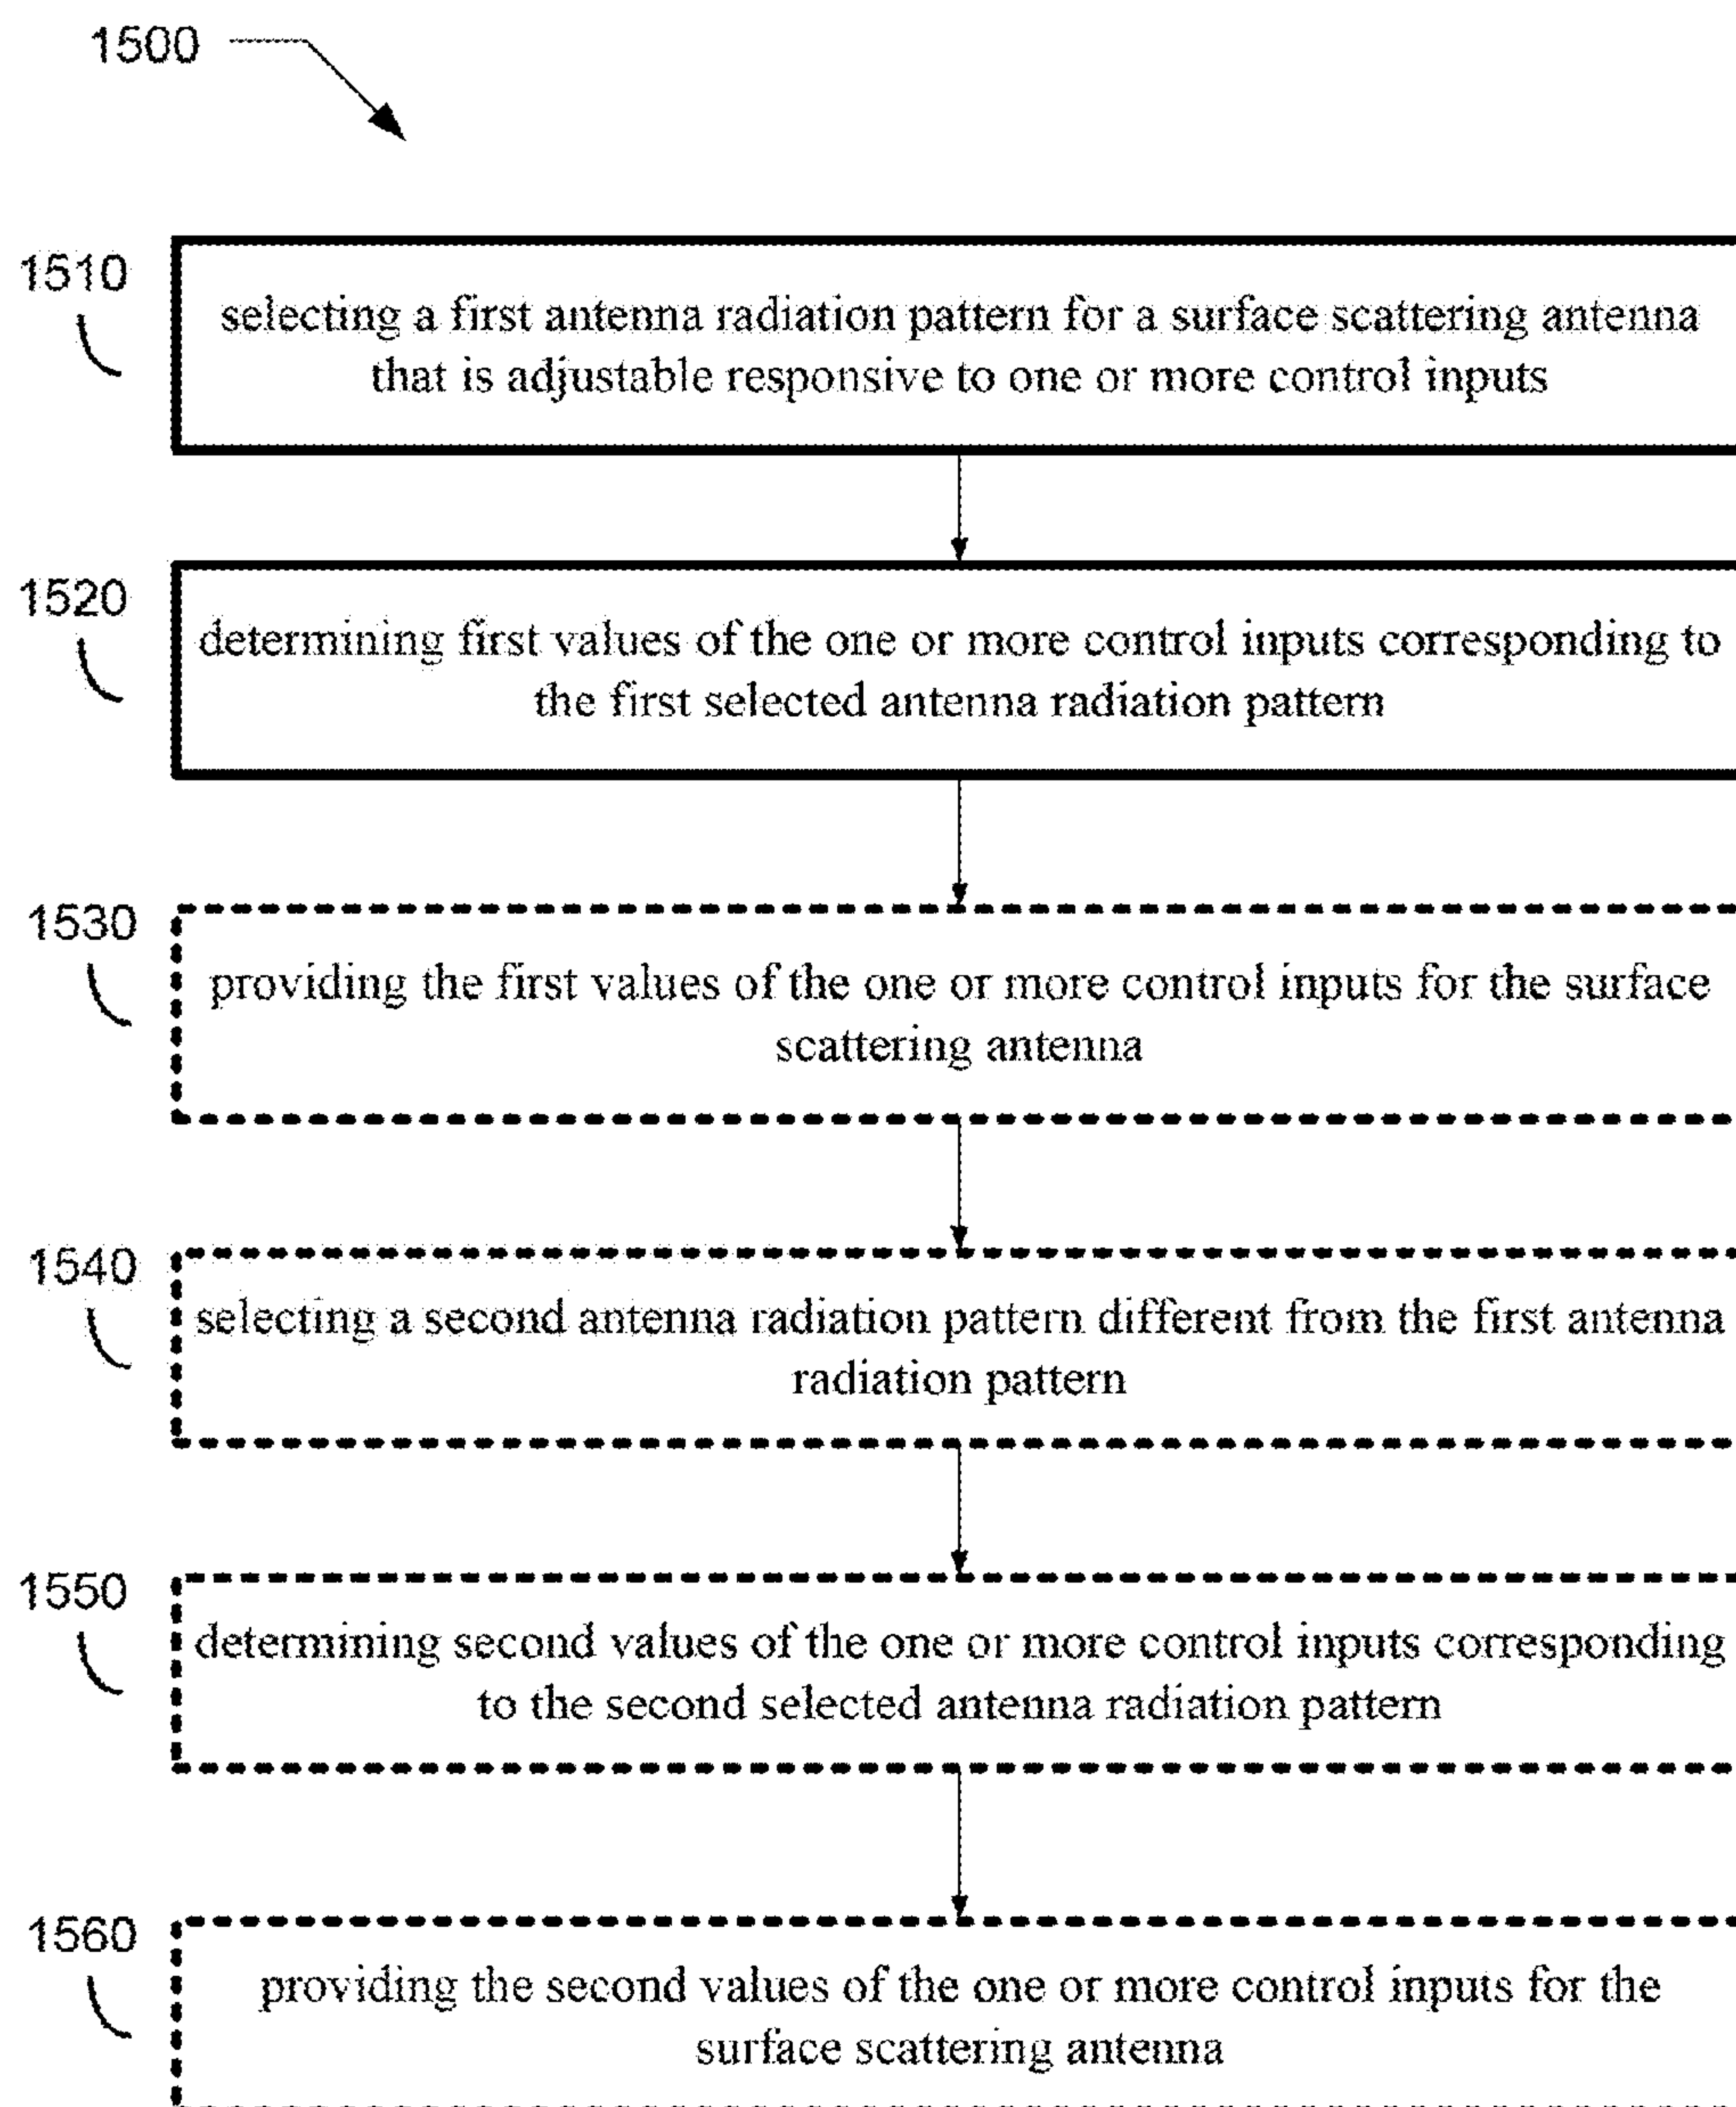 1500
1510
selecting a first antenna radiation pattern for a surface scattering antenna
that is adjustable responsive to one or more control inputs
1520
determining first values of the one or more control inputs corresponding to
the first selected antenna radiation pattern
1530
providing the first values of the one or more control inputs for the surface
scattering antenna
1540
selecting a second antenna radiation pattern different from the first antenna
radiation pattern
1550
determining second values of the one or more control inputs corresponding
to the second selected antenna radiation pattern
1560
providing the second values of the one or more control inputs for the
surface scattering antenna